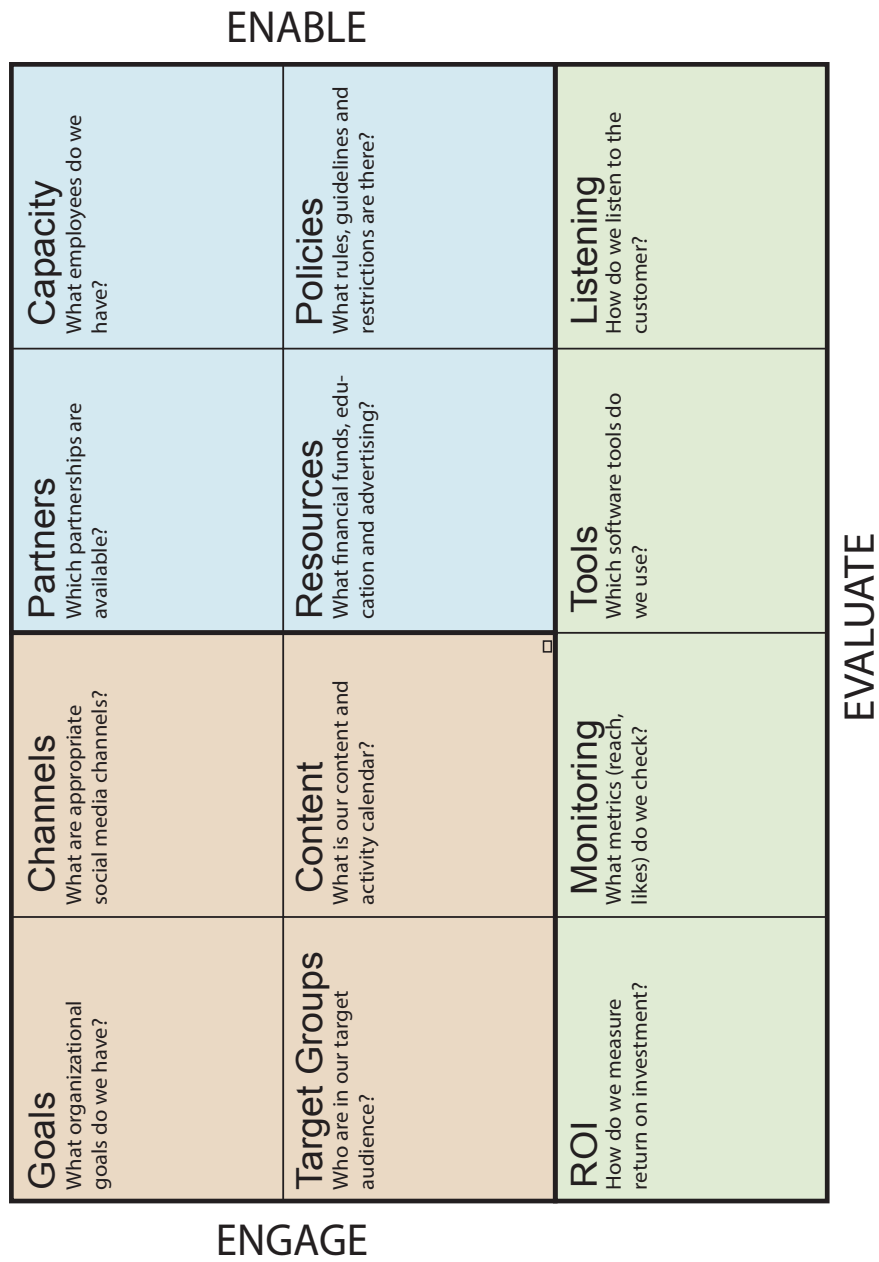 ENGAGE
ENABLE
Goals
What organizational
goals do we have?
Channels
What are appropriate
social media channels?
Partners
Which partnerships are
available?
Capacity
What employees do we
have?
Target Groups
Who are in our target
audience?
Content
What is our content and
activity calendar?
Resources
What financial funds, edu-
cation and advertising?
Policies
What rules, guidelines and
restrictions are there?
ROI
How do we measure
return on investment?
Monitoring
What metrics (reach,
likes) do we check?
Tools
Which software tools do
we use?
Listening
How do we listen to the
customer?
EVALUATE